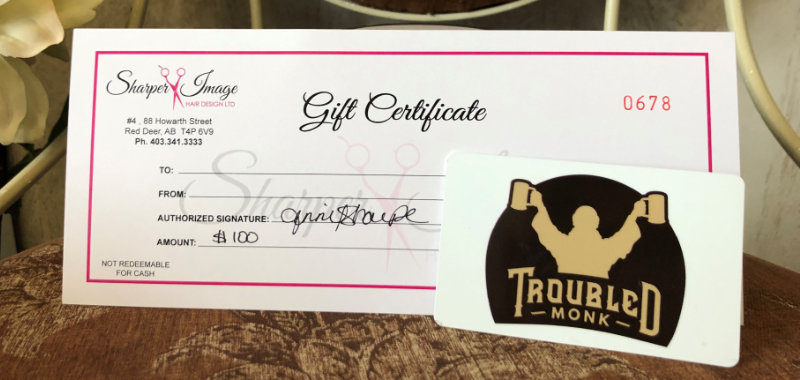 Sharper Image
HAIR DESIGN LTD
#4 , 88 Howarth Street
Red Deer, AB T4P 6V9
Ph. 403.341.3333
Gift Certificate
0678
TO:
FROM:
AUTHORIZED SIGNATURE:
AMOUNT: $100
NOT REDEEMABLE
FOR CASH
Sharper
TROUBLED
MONK